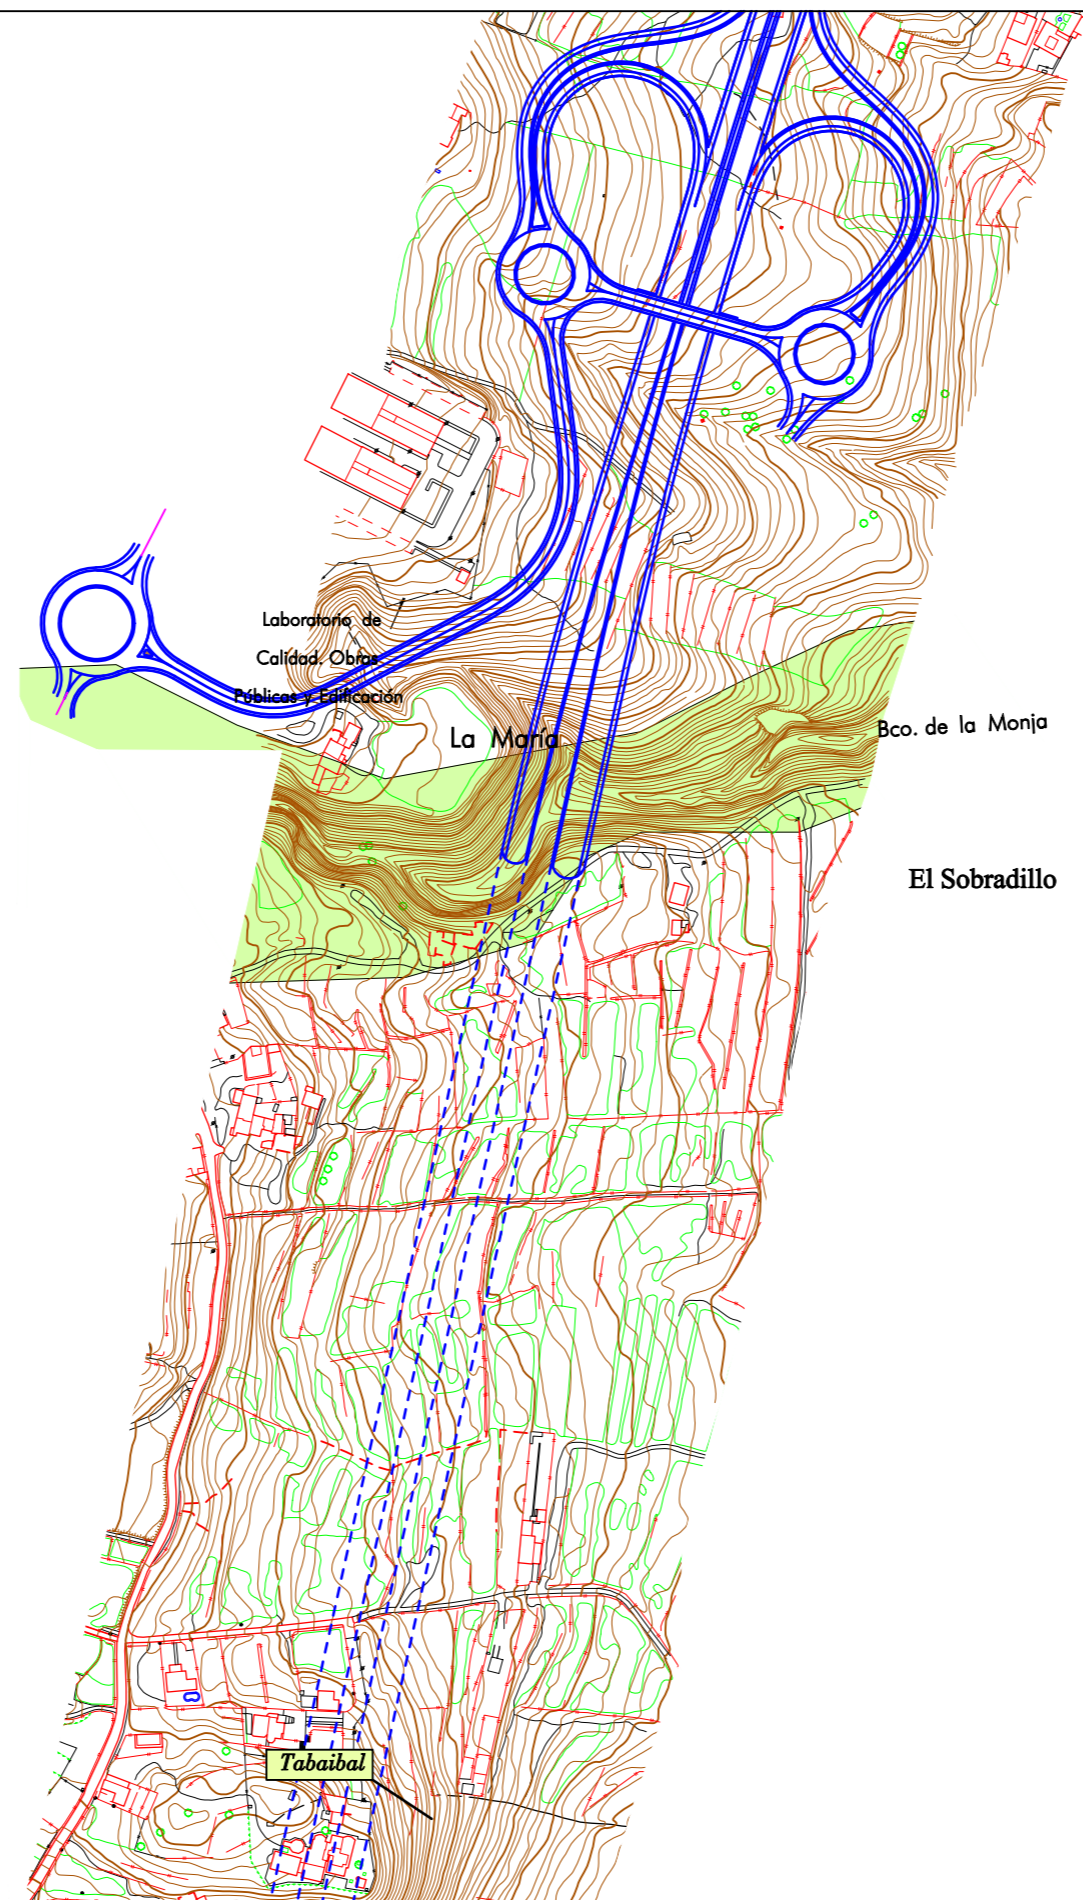 Laboratorio de
Calidad. Obras
Públicas y Edificación
La María
Bco. de la Monja
El Sobradillo
Tabaibal